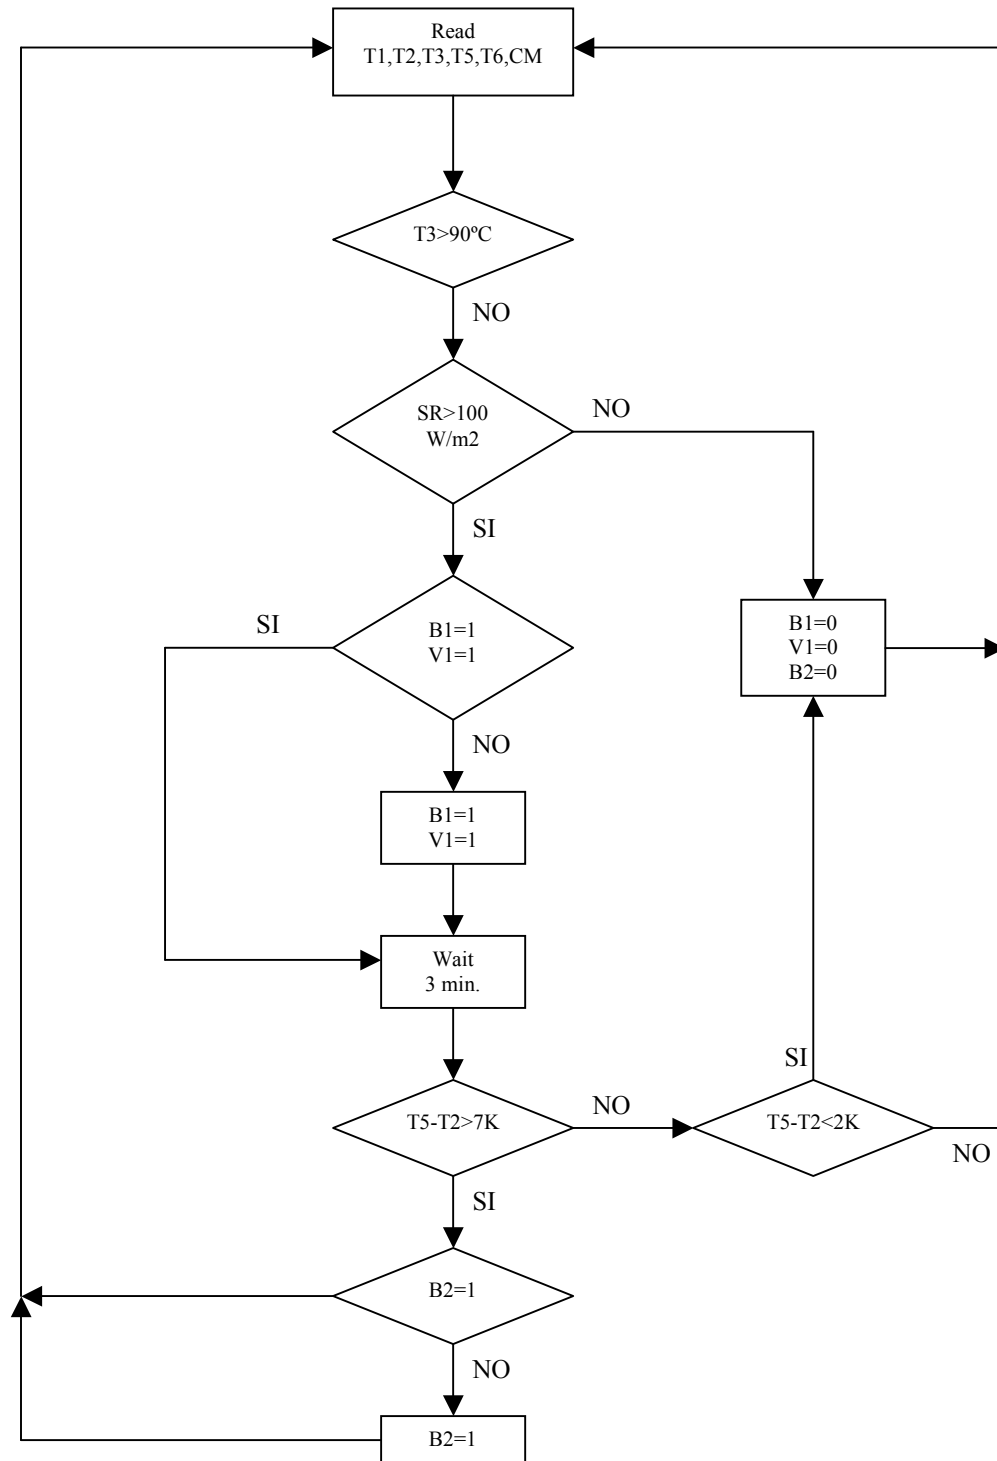 Read
T1,T2,T3,T5,T6,CM
T3>90ºC
NO
SR>100
W/m2
NO
SI
B1=1
V1=1
SI
NO
B1=0
V1=0
B2=0
B1=1
V1=1
Wait
3 min.
T5-T2>7K
NO
SI
T5-T2<2K
NO
SI
B2=1
NO
B2=1